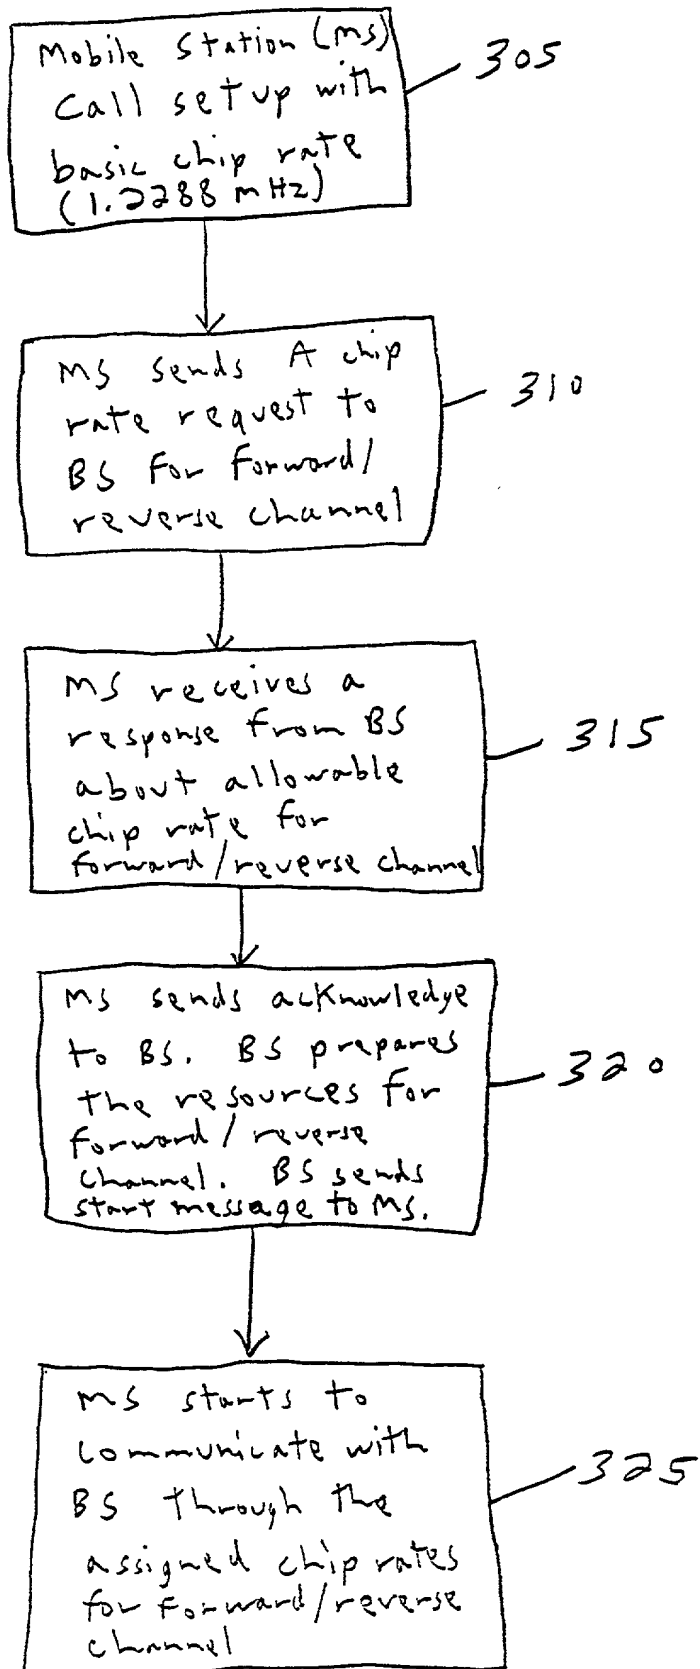 Mobile Station (MS)
Call setup with
basic chip rate
(1.2288 MHz)
305
MS sends A chip
rate request to
BS for forward/
reverse channel
310
MS receives a
response from BS
about allowable
chip rate for
forward/reverse channel
315
MS sends acknowledge
to BS. BS prepares
the resources for
forward/reverse
channel. BS sends
start message to MS.
320
MS starts to
communicate with
BS through the
assigned chip rates
for forward/reverse
channel
325